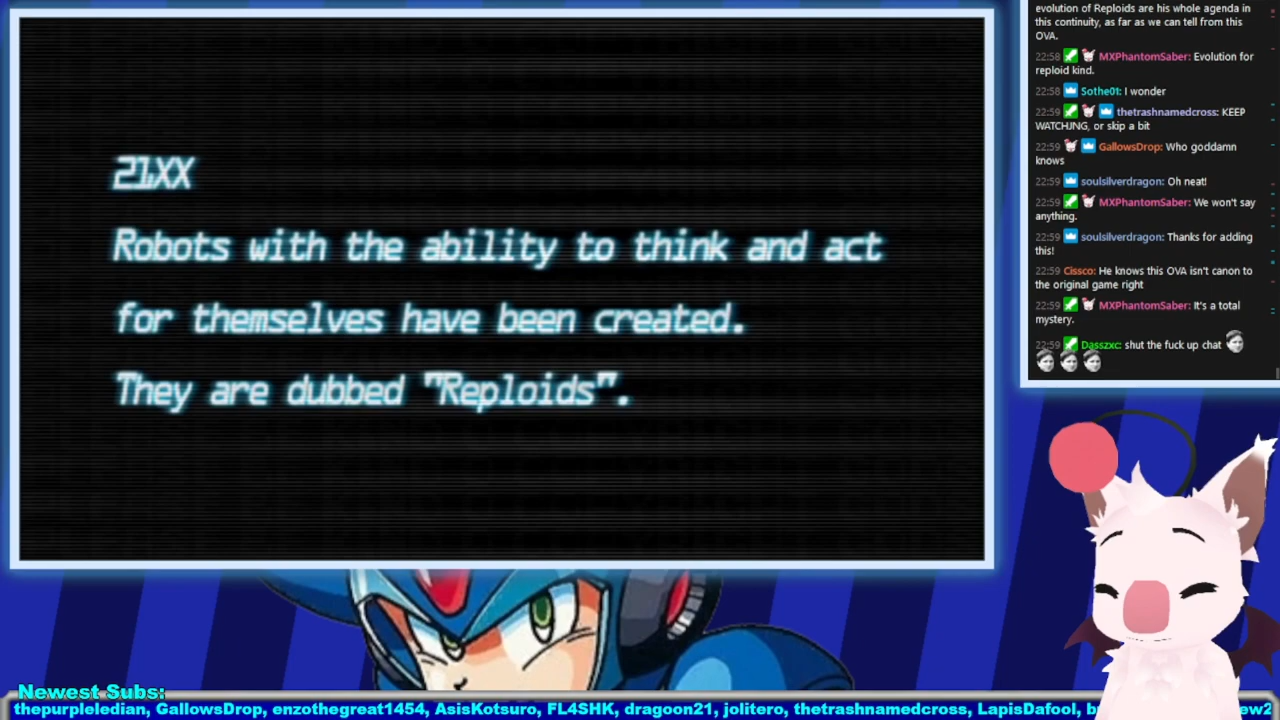 21XX
Robots with the ability to think and act
for themselves have been created.
They are dubbed "Reploids".
evolution of Reploids are his whole agenda in
this continuity, as far as we can tell from this
OVA.
22:58 MXPhantomSaber: Evolution for
reploid kind.
22:58 Sothe01: I wonder
22:59 thetrashnamedcross: KEEP
WATCHJNG, or skip a bit
22:59 GallowsDrop: Who goddamn
knows
22:59 soulsilverdragon: Oh neat!
22:59 MXPhantomSaber: We won't say
anything.
22:59 soulsilverdragon: Thanks for adding
this!
22:59 Cissco: He knows this OVA isn't canon to
the original game right
22:59 MXPhantomSaber: It's a total
mystery.
22:59 Dasszxc: shut the fuck up chat
Newest Subs:
thepurpleledian, GallowsDrop, enzothegreat1454, AsisKotsuro, FL4SHK, dragoon21, jolitero, thetrashnamedcross, LapisDafool,